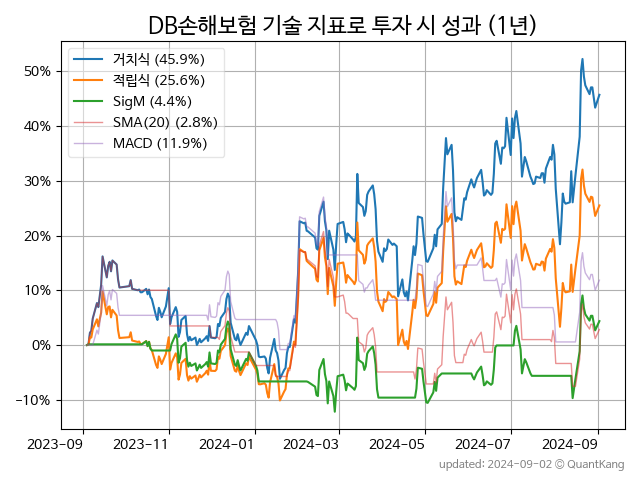 DB손해보험 기술 지표로 투자 시 성과 (1년)
거치식 (45.9%)
적립식 (25.6%)
SigM (4.4%)
SMA(20) (2.8%)
MACD (11.9%)
50%
40%
30%
20%
10%
0%
−10%
2023-09 2023-11 2024-01 2024-03 2024-05 2024-07 2024-09
updated: 2024-09-02 © QuantKang